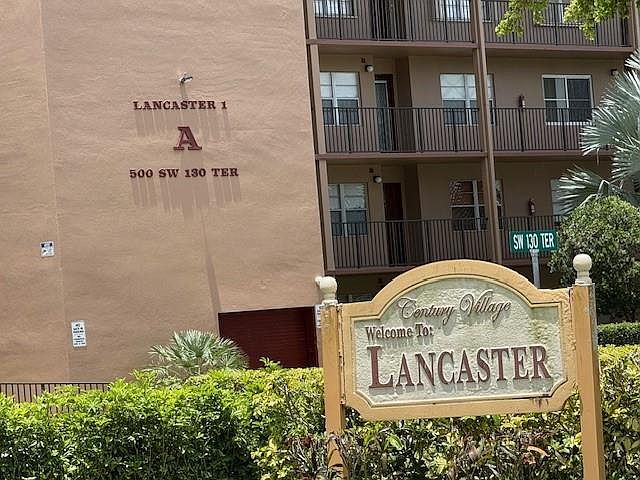 LANCASTER 1
A
500 SW 130 TER
SW 130 TER
Century Village
Welcome To:
LANCASTER